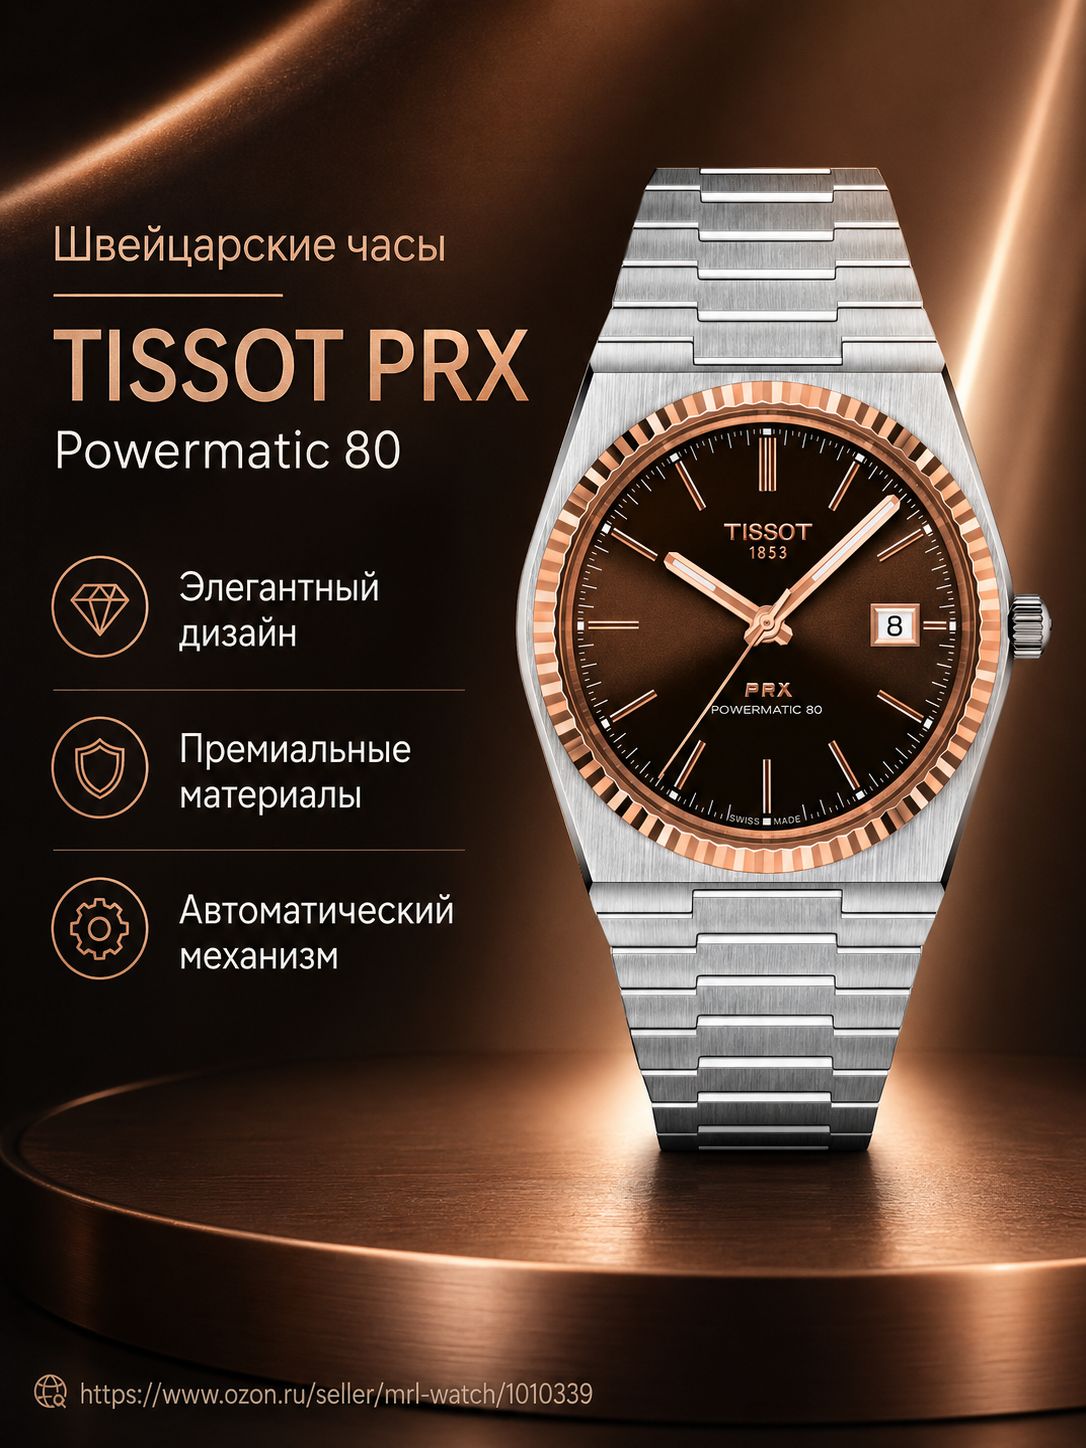 Швейцарские часы
TISSOT PRX
Powermatic 80
Элегантный
дизайн
Премиальные
материалы
Автоматический
механизм
TISSOT
1853
8
PRX
POWERMATIC 80
SWISS MADE
https://www.ozon.ru/seller/mrl-watch/1010339